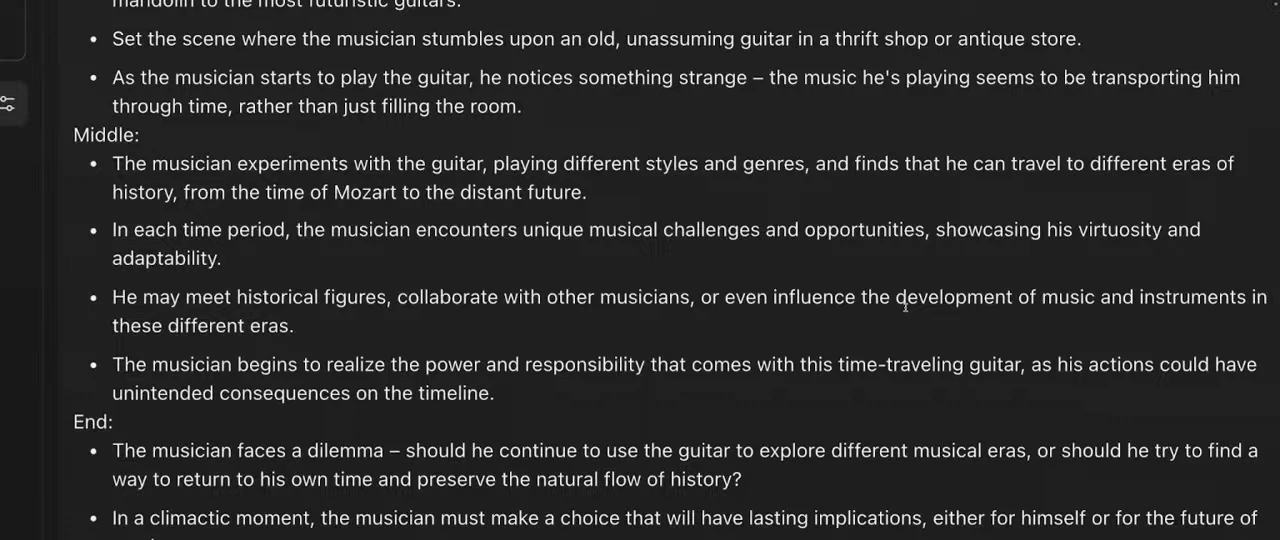 mandolin to the most futuristic guitars.
• Set the scene where the musician stumbles upon an old, unassuming guitar in a thrift shop or antique store.
• As the musician starts to play the guitar, he notices something strange – the music he's playing seems to be transporting him
through time, rather than just filling the room.
Middle:
• The musician experiments with the guitar, playing different styles and genres, and finds that he can travel to different eras of
history, from the time of Mozart to the distant future.
• In each time period, the musician encounters unique musical challenges and opportunities, showcasing his virtuosity and
adaptability.
• He may meet historical figures, collaborate with other musicians, or even influence the development of music and instruments in
these different eras.
• The musician begins to realize the power and responsibility that comes with this time-traveling guitar, as his actions could have
unintended consequences on the timeline.
End:
• The musician faces a dilemma – should he continue to use the guitar to explore different musical eras, or should he try to find a
way to return to his own time and preserve the natural flow of history?
• In a climactic moment, the musician must make a choice that will have lasting implications, either for himself or for the future of